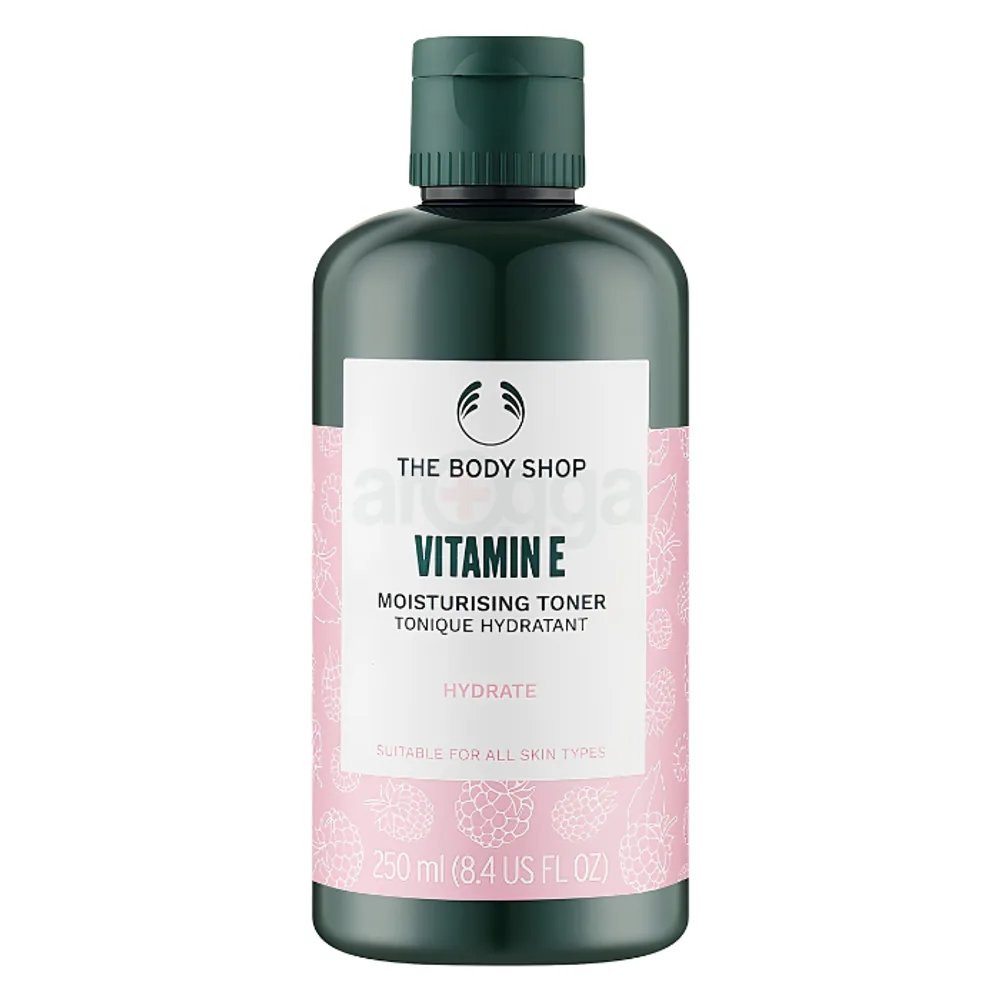 THE BODY SHOP
arogga
VITAMIN E
MOISTURISING TONER
TONIQUE HYDRATANT
HYDRATE
SUITABLE FOR ALL SKIN TYPES
250 ml (8.4 US FL OZ)